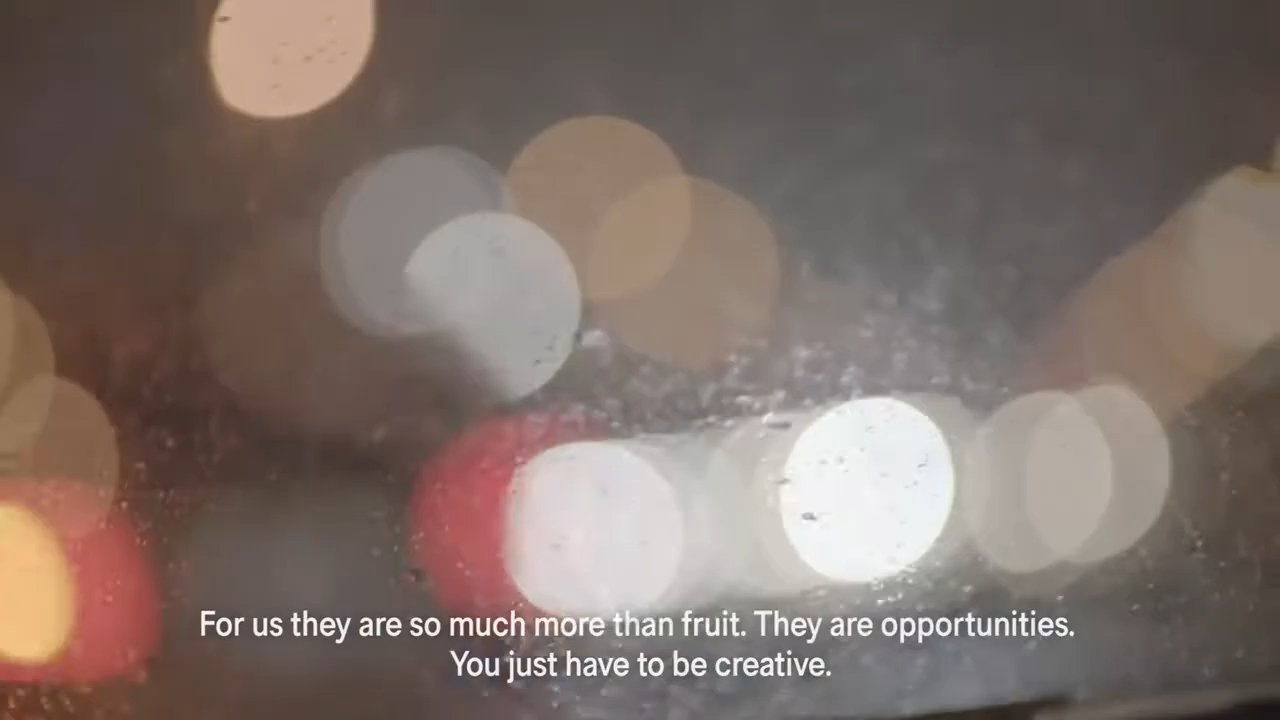 For us they are so much more than fruit. They are opportunities.
You just have to be creative.